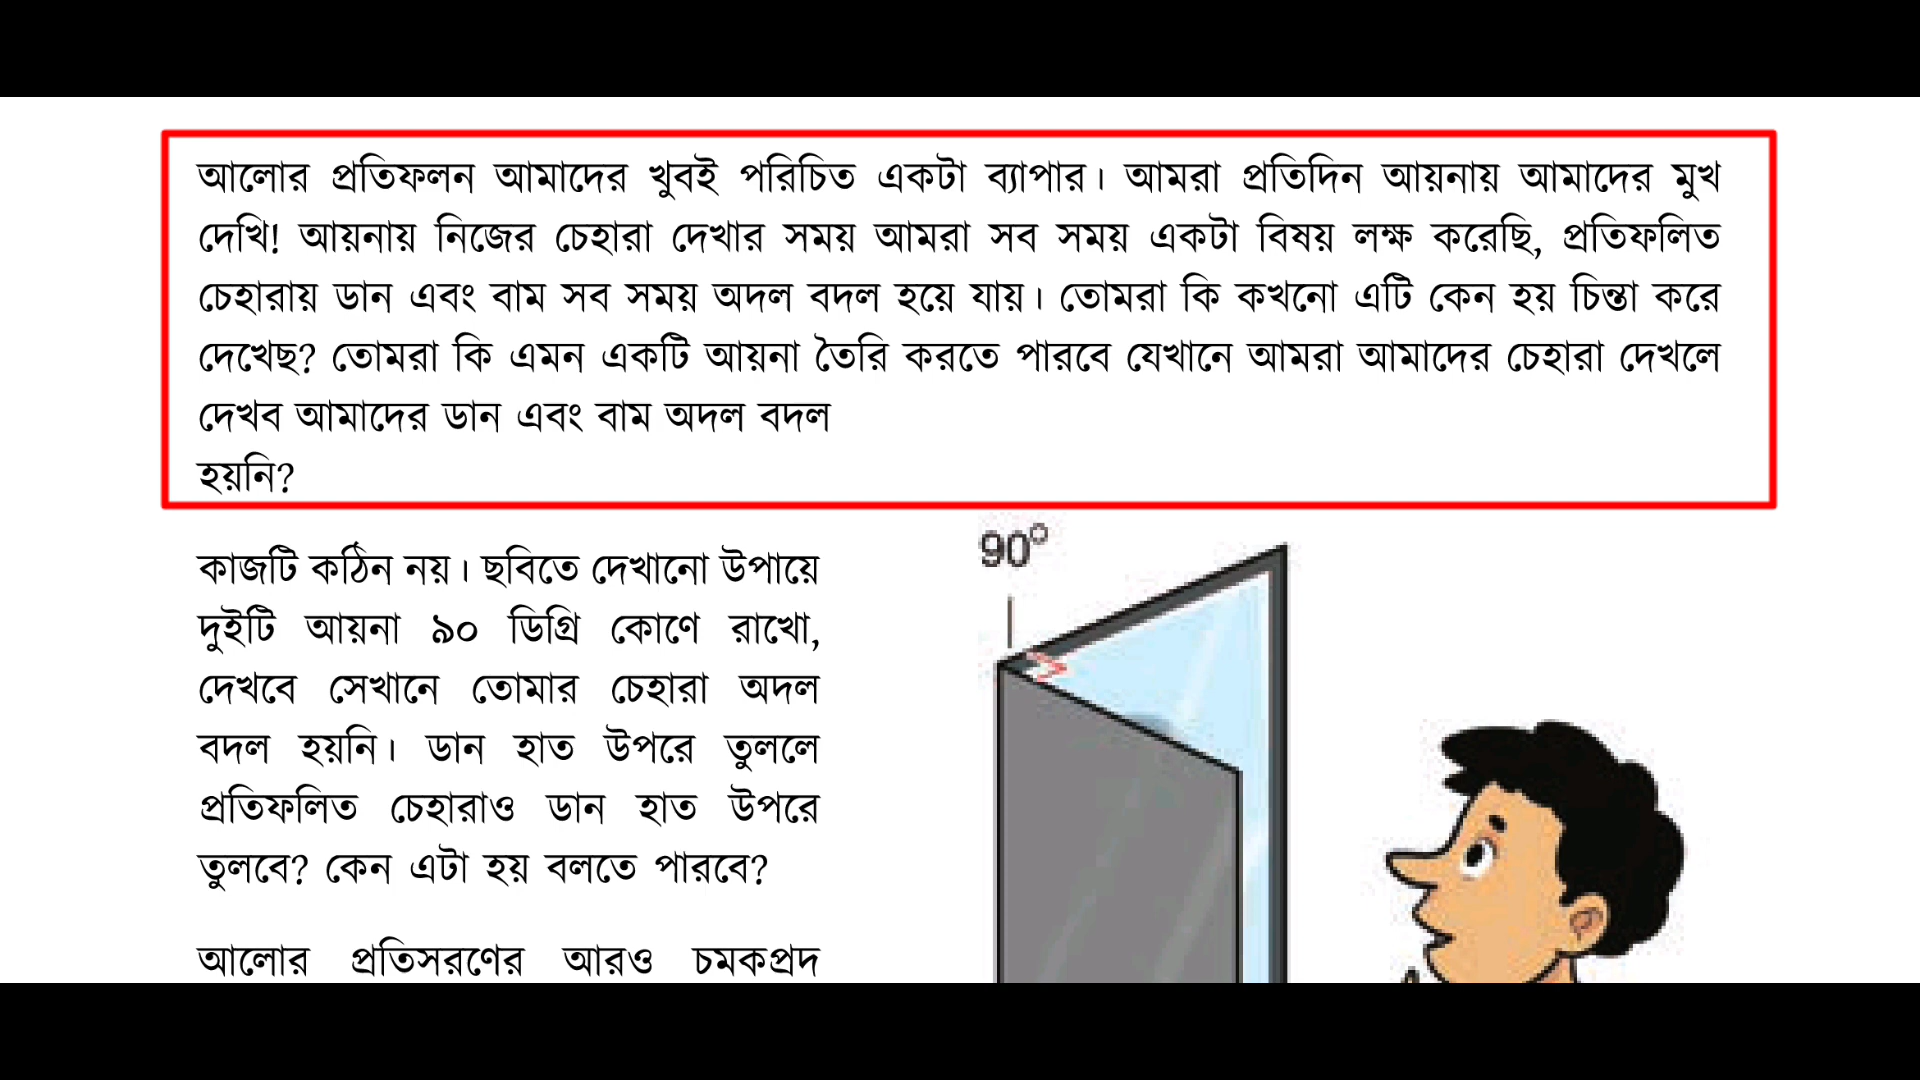 আলোর প্রতিফলন আমাদের খুবই পরিচিত একটা ব্যাপার। আমরা প্রতিদিন আয়নায় আমাদের মুখ
দেখি! আয়নায় নিজের চেহারা দেখার সময় আমরা সব সময় একটা বিষয় লক্ষ করেছি, প্রতিফলিত
চেহারায় ডান এবং বাম সব সময় অদল বদল হয়ে যায়। তোমরা কি কখনো এটি কেন হয় চিন্তা করে
দেখেছ? তোমরা কি এমন একটি আয়না তৈরি করতে পারবে যেখানে আমরা আমাদের চেহারা দেখলে
দেখব আমাদের ডান এবং বাম অদল বদল
হয়নি?
কাজটি কঠিন নয়। ছবিতে দেখানো উপায়ে
দুইটি আয়না ৯০ ডিগ্রি কোণে রাখো,
দেখবে সেখানে তোমার চেহারা অদল
বদল হয়নি। ডান হাত উপরে তুললে
প্রতিফলিত চেহারাও ডান হাত উপরে
তুলবে? কেন এটা হয় বলতে পারবে?
আলোর প্রতিসরণের আরও চমকপ্রদ
90°